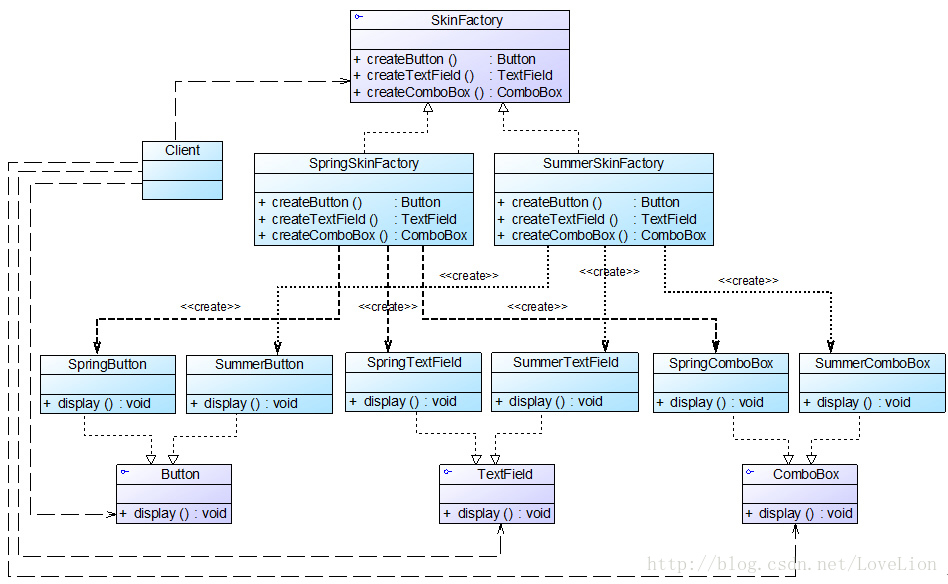 SkinFactory
+ createButton () : Button
+ createTextField () : TextField
+ createComboBox () : ComboBox
Client
SpringSkinFactory
+ createButton () : Button
+ createTextField () : TextField
+ createComboBox () : ComboBox
SummerSkinFactory
+ createButton () : Button
+ createTextField () : TextField
+ createComboBox () : ComboBox
<<create>>
<<create>>
<<create>>
<<create>>
<<create>>
<<create>>
SpringButton
+ display () : void
SummerButton
+ display () : void
SpringTextField
+ display () : void
SummerTextField
+ display () : void
SpringComboBox
+ display () : void
SummerComboBox
+ display () : void
Button
+ display () : void
TextField
+ display () : void
ComboBox
+ display () : void
http://blog.csdn.net/LoveLion